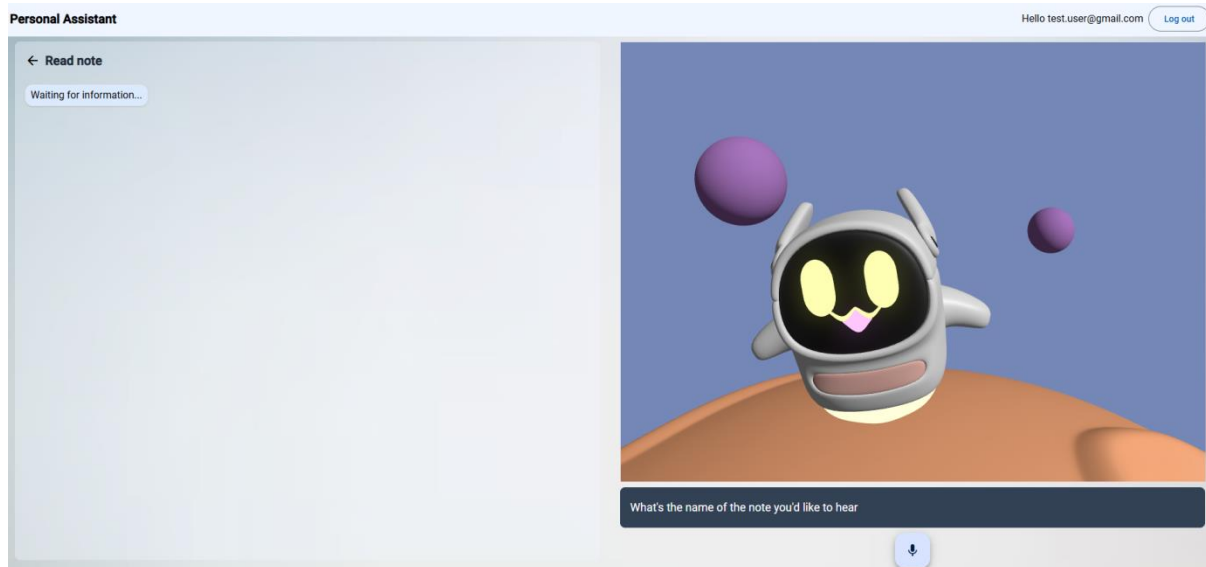 Personal Assistant
Hello test.user@gmail.com
Log out
← Read note
Waiting for information...
What's the name of the note you'd like to hear